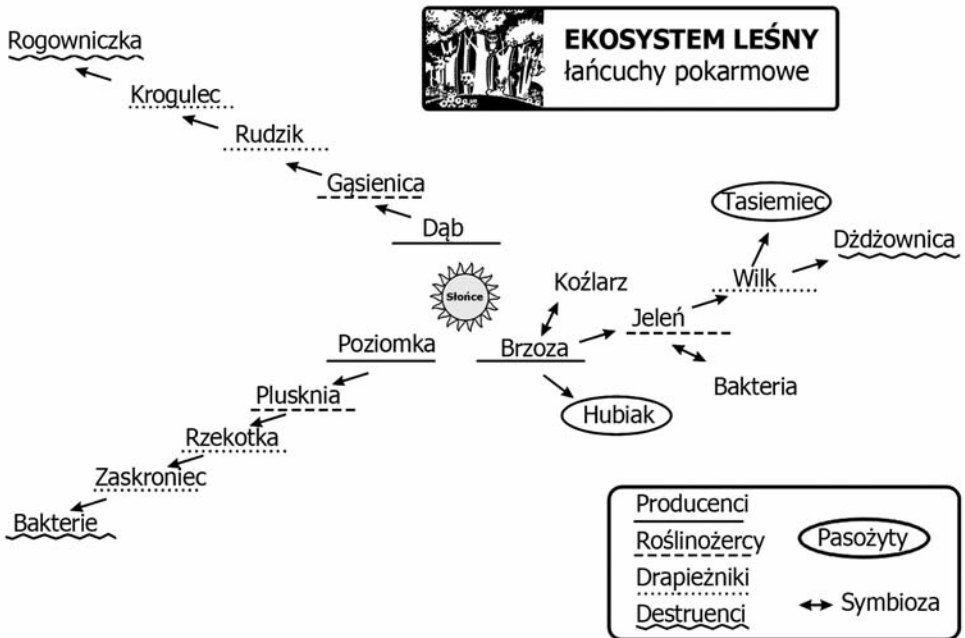 EKOSYSTEM LEŚNY
łańcuchy pokarmowe
Rogowniczka
Krogulec
Rudzik
Gąsienica
Dąb
Słońce
Tasiemiec
Dżdżownica
Wilk
Koźlarz
Jeleń
Brzoza
Bakteria
Hubiak
Poziomka
Plusknia
Rzekotka
Zaskroniec
Bakterie
Producenci
Roślinożercy
Drapieżniki
Destruenci
Pasożyty
Symbioza